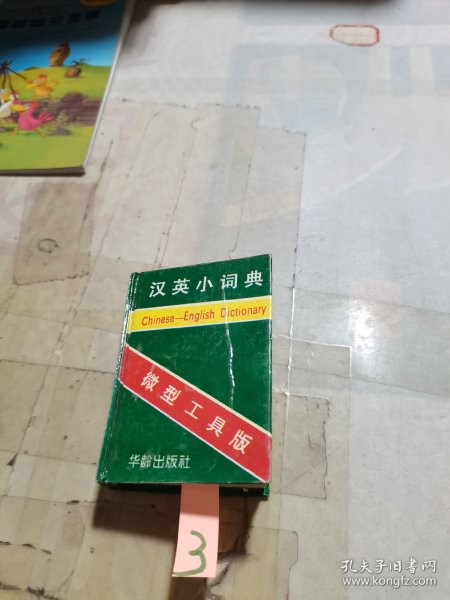 汉英小词典
Chinese—English Dictionary
微型工具版
华龄出版社
3
孔夫子旧书网
www.kongfz.com